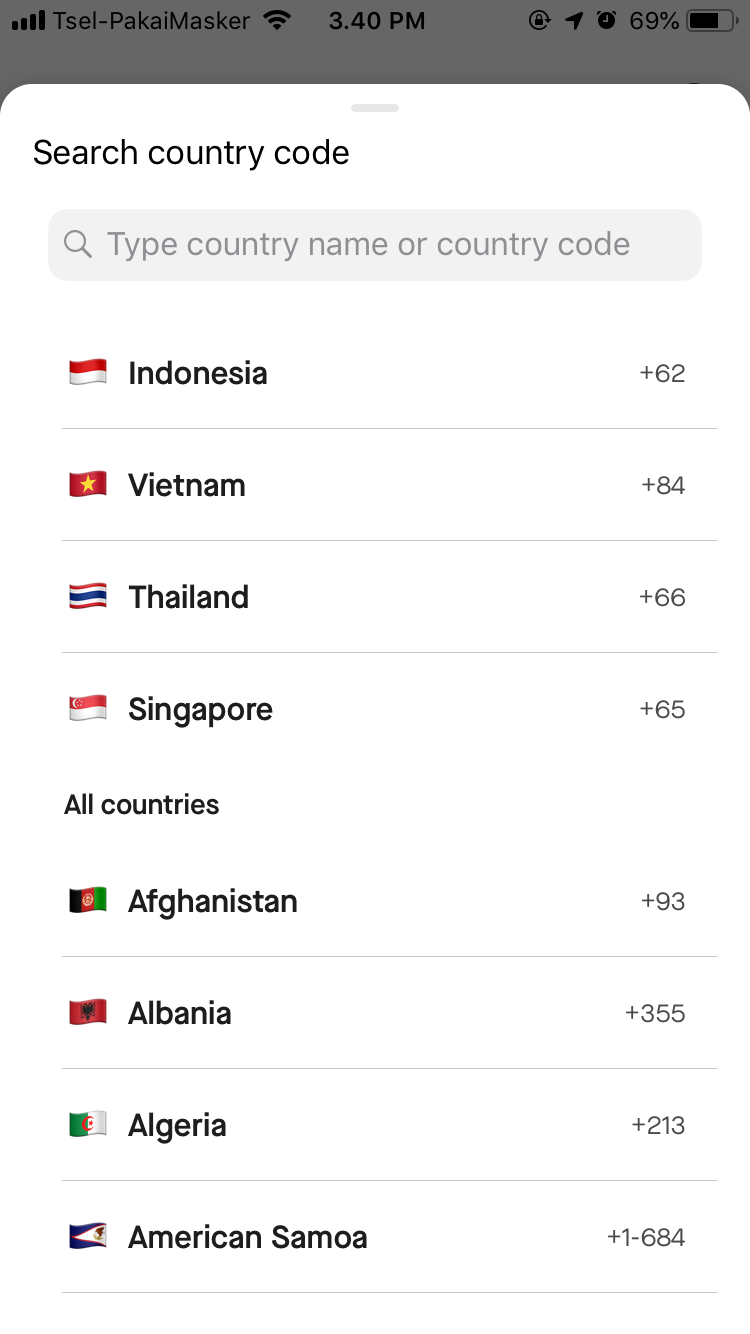 Tsel-PakaiMasker 3.40 PM 69%
Search country code
Type country name or country code
Indonesia +62
Vietnam +84
Thailand +66
Singapore +65
All countries
Afghanistan +93
Albania +355
Algeria +213
American Samoa +1-684